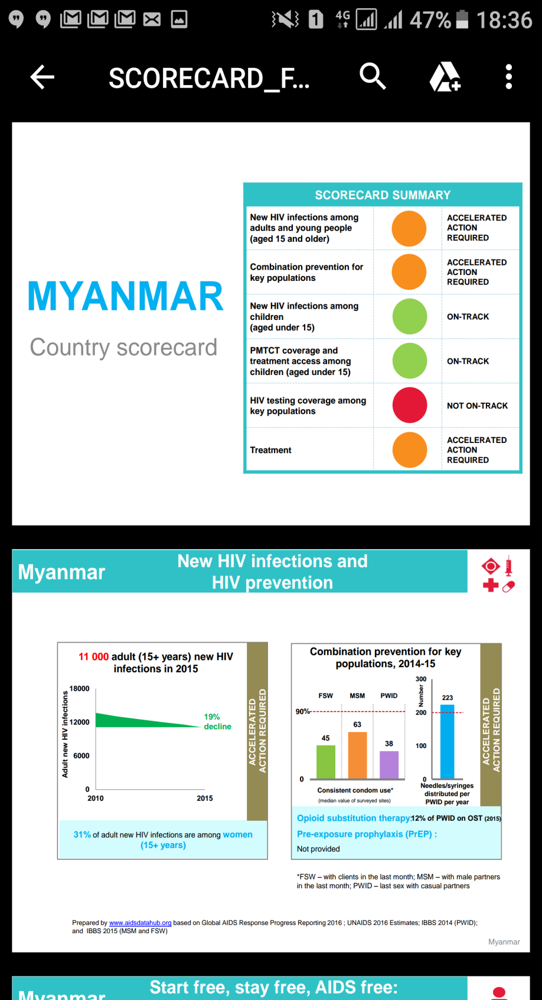 1 4G 47% 18:36
SCORECARD_F...
SCORECARD SUMMARY
New HIV infections among
adults and young people
(aged 15 and older)
ACCELERATED
ACTION
REQUIRED
Combination prevention for
key populations
ACCELERATED
ACTION
REQUIRED
MYANMAR
Country scorecard
New HIV infections among
children
(aged under 15)
ON-TRACK
PMTCT coverage and
treatment access among
children (aged under 15)
ON-TRACK
HIV testing coverage among
key populations
NOT ON-TRACK
Treatment
ACCELERATED
ACTION
REQUIRED
Myanmar
New HIV infections and
HIV prevention
11 000 adult (15+ years) new HIV
infections in 2015
Adult new HIV infections
18000
12000
6000
0
2010
2015
19%
decline
ACCELERATED
ACTION REQUIRED
31% of adult new HIV infections are among women
(15+ years)
Combination prevention for key
populations, 2014-15
FSW MSM PWID
90%
45
63
38
0
Consistent condom use*
(median value of surveyed sites)
Number
300
200
100
0
223
Needles/syringes
distributed per
PWID per year
ACCELERATED
ACTION REQUIRED
Opioid substitution therapy:12% of PWID on OST (2015)
Pre-exposure prophylaxis (PrEP) :
Not provided
*FSW – with clients in the last month; MSM – with male partners
in the last month; PWID – last sex with casual partners
Prepared by www.aidsdatahub.org based on Global AIDS Response Progress Reporting 2016 ; UNAIDS 2016 Estimates; IBBS 2014 (PWID);
and IBBS 2015 (MSM and FSW)
Myanmar
Myanmar
Start free, stay free, AIDS free: